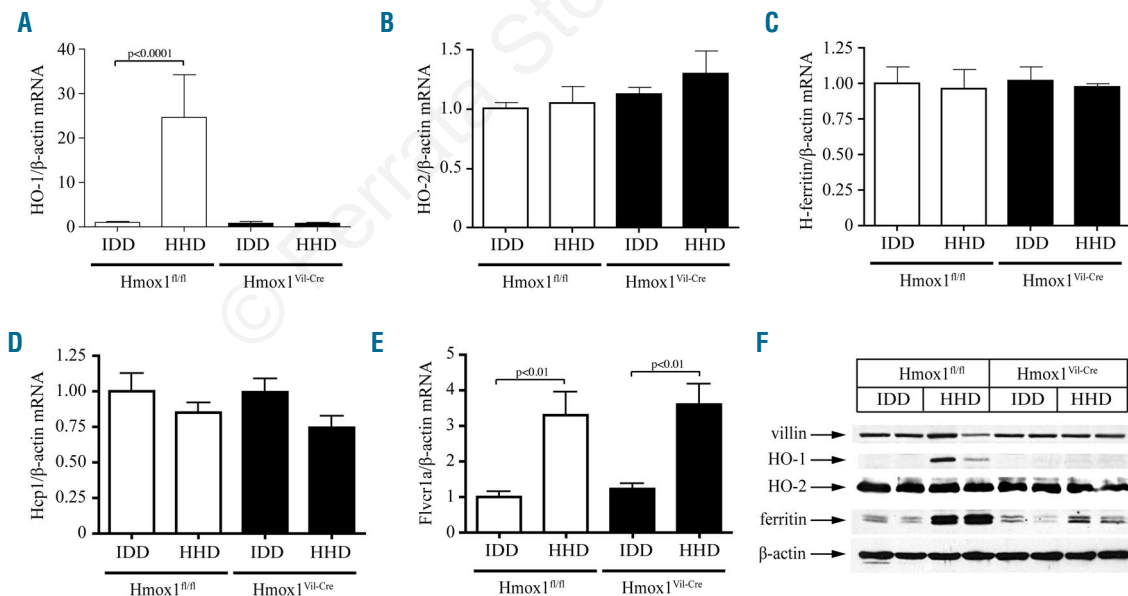 A
HO-1/β-actin mRNA
40
30
20
10
0
p<0.0001
IDD HHD IDD HHD
Hmox1fl/fl Hmox1Vil-Cre
B
HO-2/β-actin mRNA
1.5
1.0
0.5
0
IDD HHD IDD HHD
Hmox1fl/fl Hmox1Vil-Cre
C
H-ferritin/β-actin mRNA
1.25
1.00
0.75
0.50
0.25
0
IDD HHD IDD HHD
Hmox1fl/fl Hmox1Vil-Cre
D
Hcp1/β-actin mRNA
1.25
1.00
0.75
0.50
0.25
0
IDD HHD IDD HHD
Hmox1fl/fl Hmox1Vil-Cre
E
Flvcr1a/β-actin mRNA
5
4
3
2
1
0
p<0.01 p<0.01
IDD HHD IDD HHD
Hmox1fl/fl Hmox1Vil-Cre
F
Hmox1fl/fl Hmox1Vil-Cre
IDD HHD IDD HHD
villin
HO-1
HO-2
ferritin
β-actin
© Ferrata